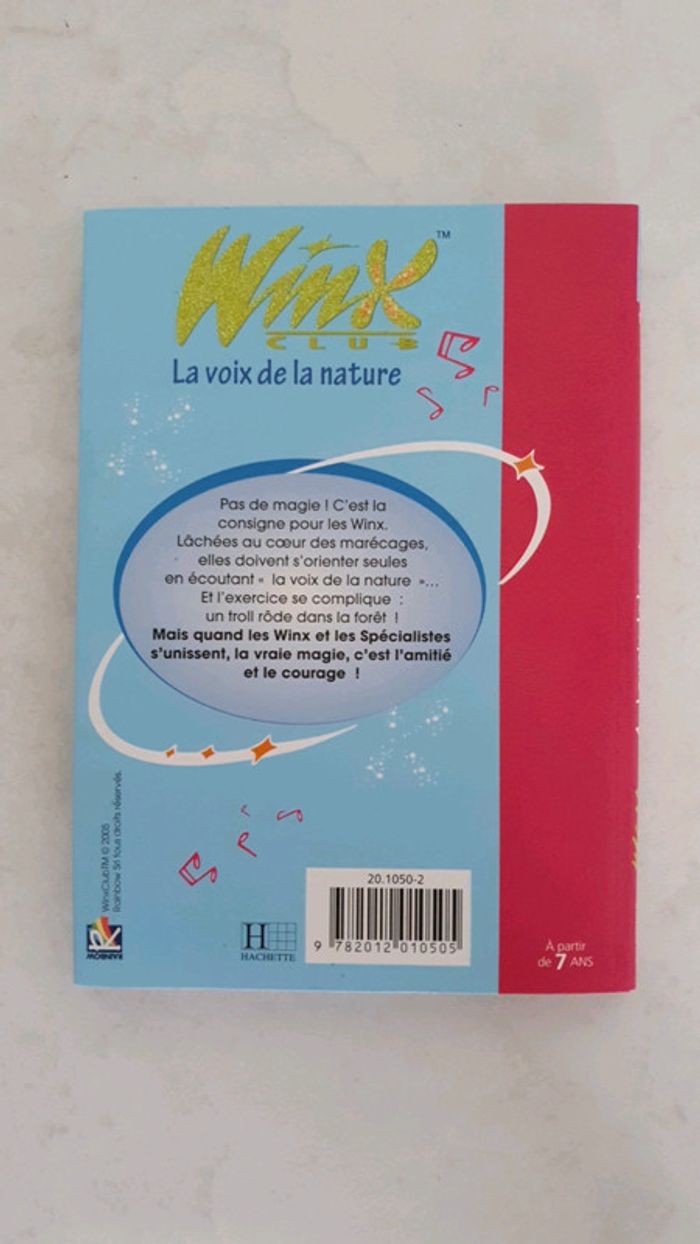 Winx
™
CLUB
La voix de la nature
Pas de magie ! C'est la
consigne pour les Winx.
Lâchées au cœur des marécages,
elles doivent s'orienter seules
en écoutant « la voix de la nature »...
Et l'exercice se complique :
un troll rôde dans la forêt !
Mais quand les Winx et les Spécialistes
s'unissent, la vraie magie, c'est l'amitié
et le courage !
WinxClubTM © 2005
Rainbow Srl tous droits réservés.
RAINBOW
H
HACHETTE
20.1050-2
9 782012 010505
À partir
de 7 ANS